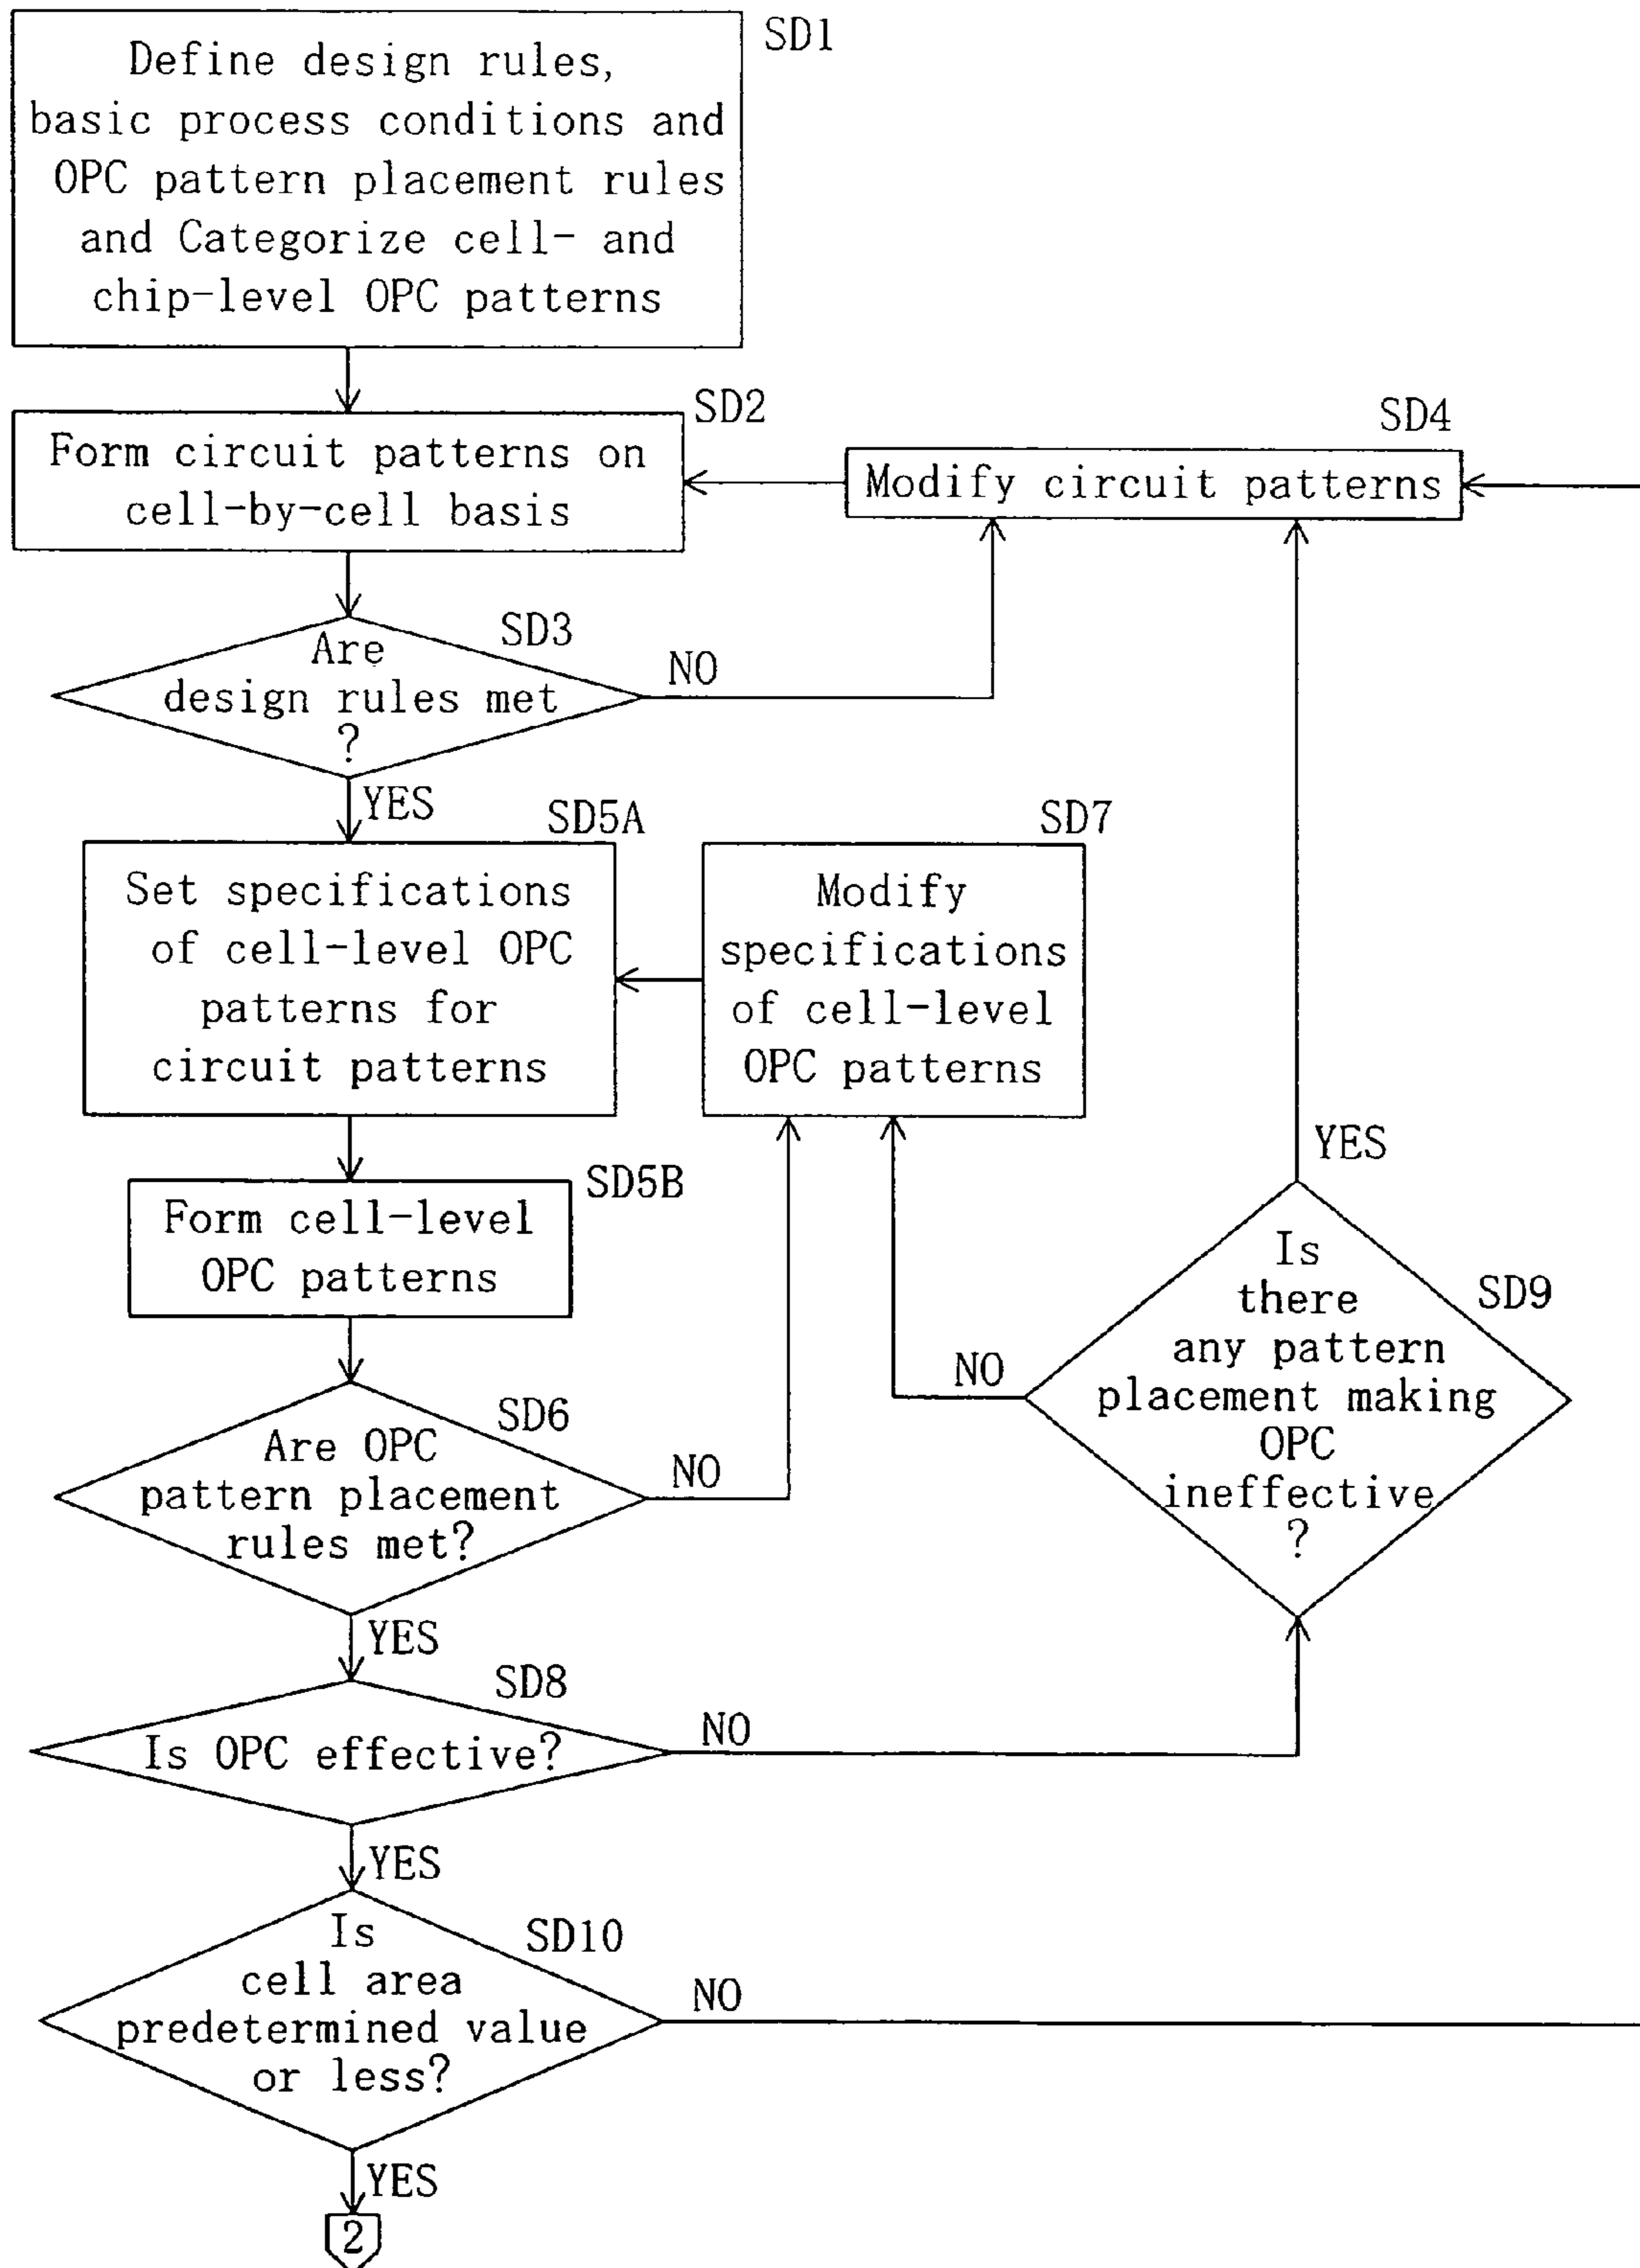 SD1
Define design rules,
basic process conditions and
OPC pattern placement rules
and Categorize cell- and
chip-level OPC patterns
SD2
Form circuit patterns on
cell-by-cell basis
SD4
Modify circuit patterns
SD3
Are
design rules met
?
NO
YES
SD5A
Set specifications
of cell-level OPC
patterns for
circuit patterns
SD7
Modify
specifications
of cell-level
OPC patterns
SD5B
Form cell-level
OPC patterns
YES
SD9
Is
there
any pattern
placement making
OPC
ineffective
?
NO
SD6
Are OPC
pattern placement
rules met?
NO
YES
SD8
Is OPC effective?
NO
YES
SD10
Is
cell area
predetermined value
or less?
NO
YES
2